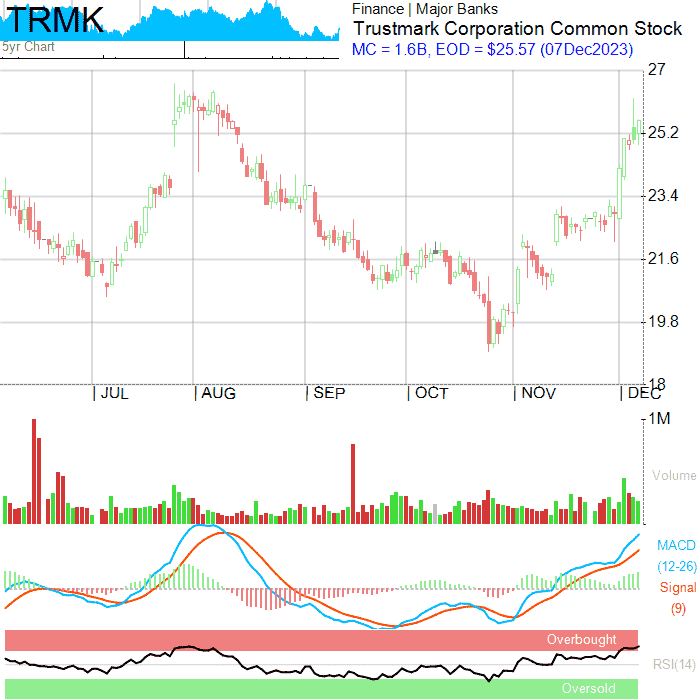 TRMK
5yr Chart
Finance | Major Banks
Trustmark Corporation Common Stock
MC = 1.6B, EOD = $25.57 (07Dec2023)
27
25.2
23.4
21.6
19.8
18
JUL AUG SEP OCT NOV DEC
1M
Volume
MACD
(12-26)
Signal
(9)
Overbought
RSI(14)
Oversold